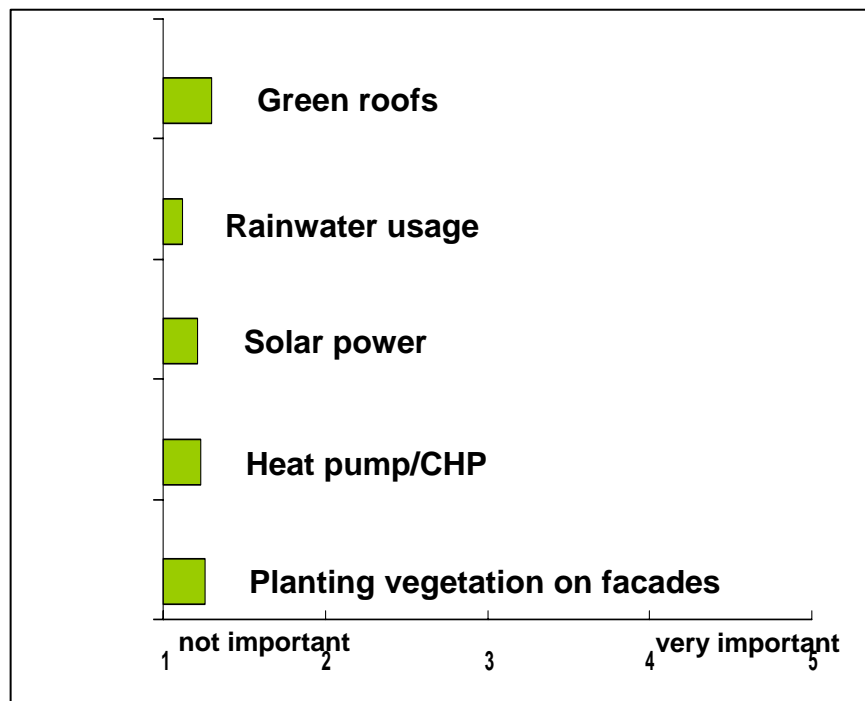 Green roofs
Rainwater usage
Solar power
Heat pump/CHP
Planting vegetation on facades
not important
very important
1 2 3 4 5